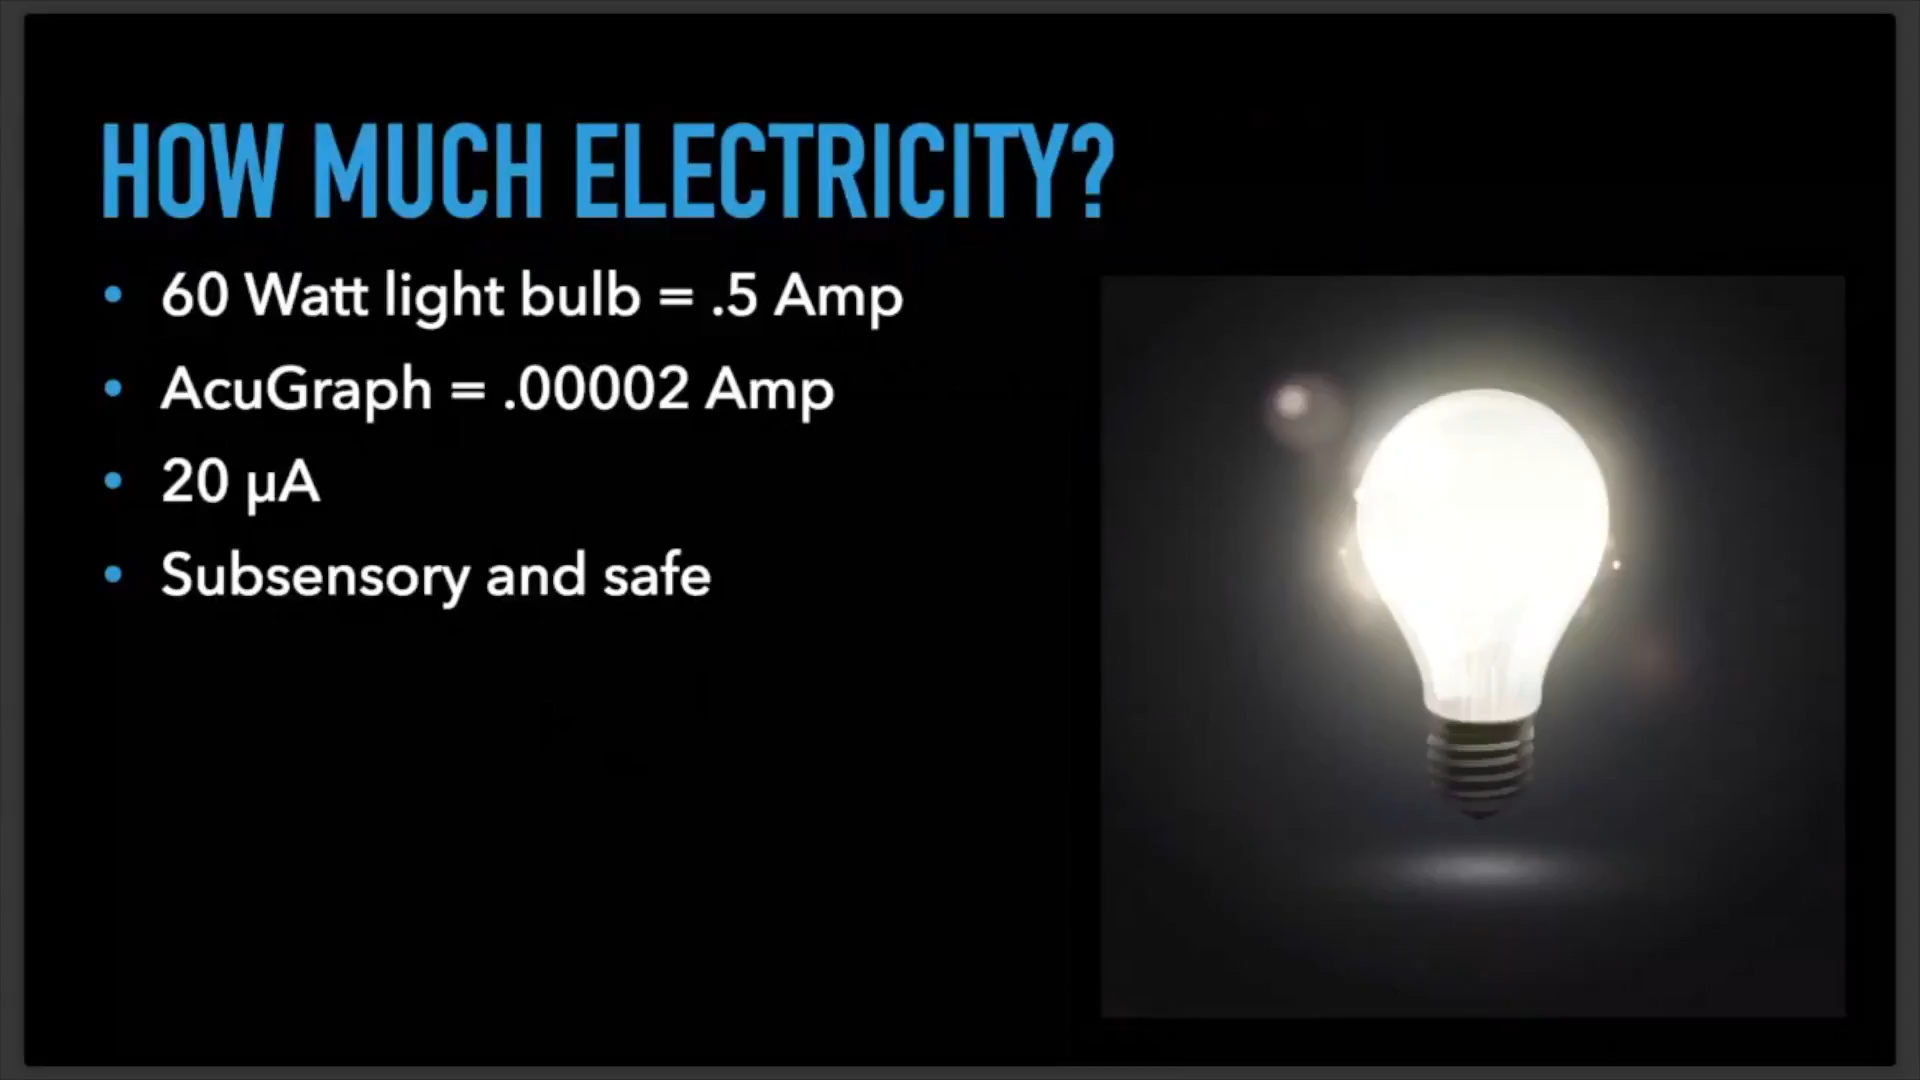 HOW MUCH ELECTRICITY?
• 60 Watt light bulb = .5 Amp
• AcuGraph = .00002 Amp
• 20 µA
• Subsensory and safe